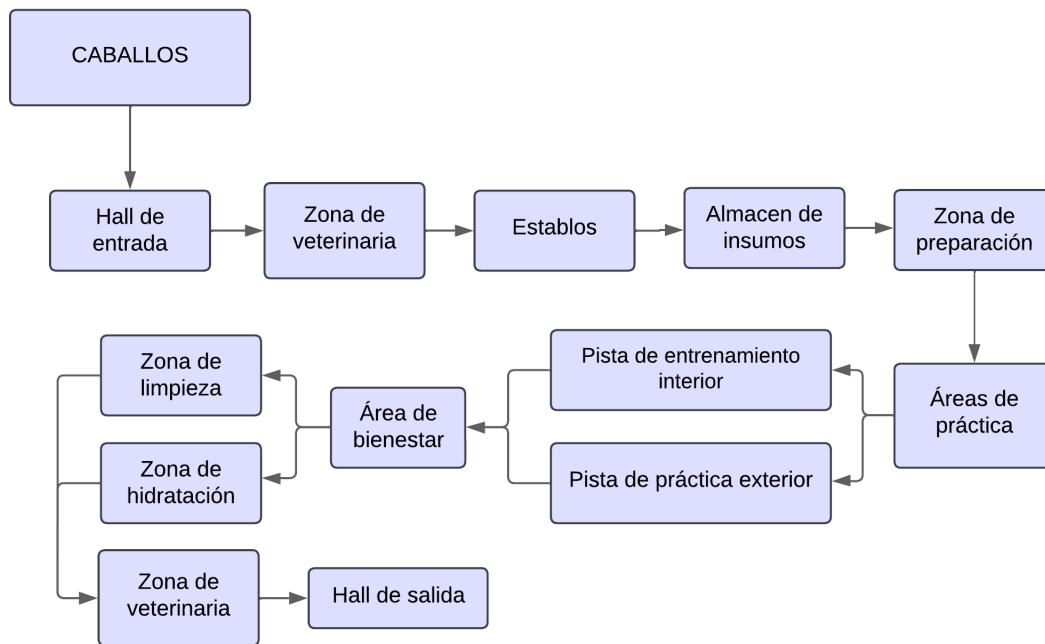 CABALLOS
Hall de
entrada
Zona de
veterinaria
Establos
Almacen de
insumos
Zona de
preparación
Áreas de
práctica
Pista de entrenamiento
interior
Pista de práctica exterior
Área de
bienestar
Zona de
limpieza
Zona de
hidratación
Zona de
veterinaria
Hall de salida